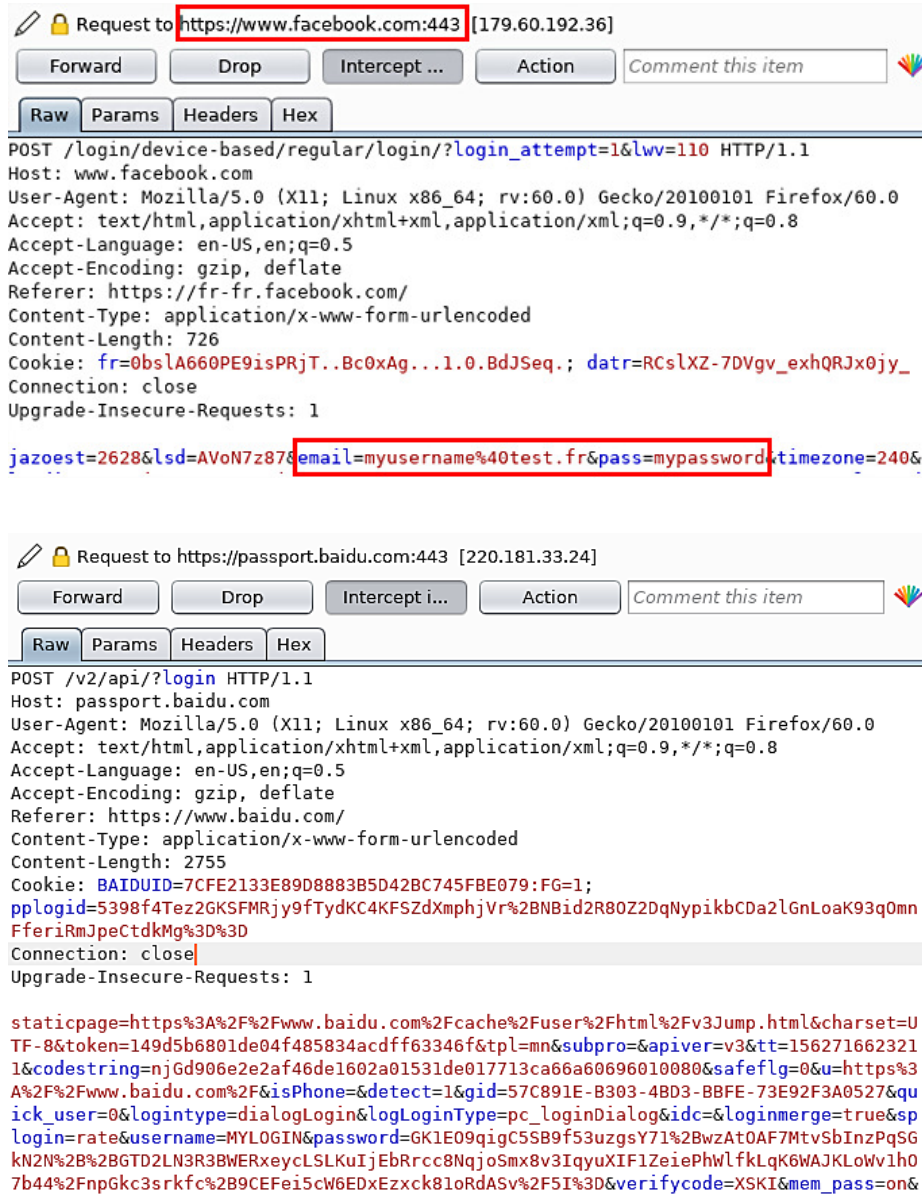 Request to https://www.facebook.com:443 [179.60.192.36]
Forward Drop Intercept ... Action Comment this item
Raw Params Headers Hex
POST /login/device-based/regular/login/?login_attempt=1&lwv=110 HTTP/1.1
Host: www.facebook.com
User-Agent: Mozilla/5.0 (X11; Linux x86_64; rv:60.0) Gecko/20100101 Firefox/60.0
Accept: text/html,application/xhtml+xml,application/xml;q=0.9,*/*;q=0.8
Accept-Language: en-US,en;q=0.5
Accept-Encoding: gzip, deflate
Referer: https://fr-fr.facebook.com/
Content-Type: application/x-www-form-urlencoded
Content-Length: 726
Cookie: fr=0bslA660PE9isPRjT..Bc0xAg...1.0.BdJSeq.; datr=RCslXZ-7DVgv_exhQRJx0jy_
Connection: close
Upgrade-Insecure-Requests: 1
jazoest=2628&lsd=AVoN7z87&email=myusername%40test.fr&pass=mypassword&timezone=240&
Request to https://passport.baidu.com:443 [220.181.33.24]
Forward Drop Intercept i... Action Comment this item
Raw Params Headers Hex
POST /v2/api/?login HTTP/1.1
Host: passport.baidu.com
User-Agent: Mozilla/5.0 (X11; Linux x86_64; rv:60.0) Gecko/20100101 Firefox/60.0
Accept: text/html,application/xhtml+xml,application/xml;q=0.9,*/*;q=0.8
Accept-Language: en-US,en;q=0.5
Accept-Encoding: gzip, deflate
Referer: https://www.baidu.com/
Content-Type: application/x-www-form-urlencoded
Content-Length: 2755
Cookie: BAIDUID=7CFE2133E89D8883B5D42BC745FBE079:FG=1;
pplogid=5398f4Tez2GKSFMRjy9fTydKC4KFSZdXmphjVr%2BNBid2R8OZ2DqNypikbCDa2lGnLoaK93qOmn
FferiRmJpeCtdkMg%3D%3D
Connection: close
Upgrade-Insecure-Requests: 1
staticpage=https%3A%2F%2Fwww.baidu.com%2Fcache%2Fuser%2Fhtml%2Fv3Jump.html&charset=U
TF-8&token=149d5b6801de04f485834acdff63346f&tpl=mn&subpro=&apiver=v3&tt=156271662321
1&codestring=njGd906e2e2af46de1602a01531de017713ca66a60696010080&safeflg=0&u=https%3
A%2F%2Fwww.baidu.com%2F&isPhone=&detect=1&gid=57C891E-B303-4BD3-BBFE-73E92F3A0527&qu
ick_user=0&logintype=dialogLogin&logLoginType=pc_loginDialog&idc=&loginmerge=true&sp
login=rate&username=MYLOGIN&password=GK1EO9qigC5SB9f53uzgsY71%2BwzAtOAF7MtvSbInzPqSG
kN2N%2B%2BGTD2LN3R3BWERxeycLSLKuIjEbRrcc8NqjoSmx8v3IqyuXIF1ZeiePhWlfkLqK6WAJKLoWv1hO
7b44%2FnpGkc3srkfc%2B9CEFei5cW6EDxEzxck81oRdASv%2F5I%3D&verifycode=XSKI&mem_pass=on&